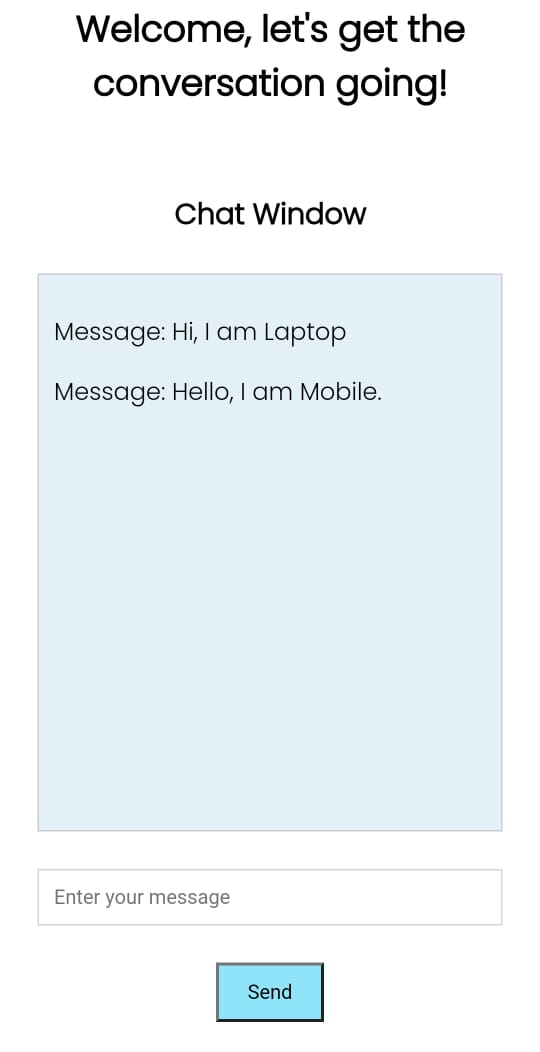 Welcome, let's get the
conversation going!
Chat Window
Message: Hi, I am Laptop
Message: Hello, I am Mobile.
Enter your message
Send